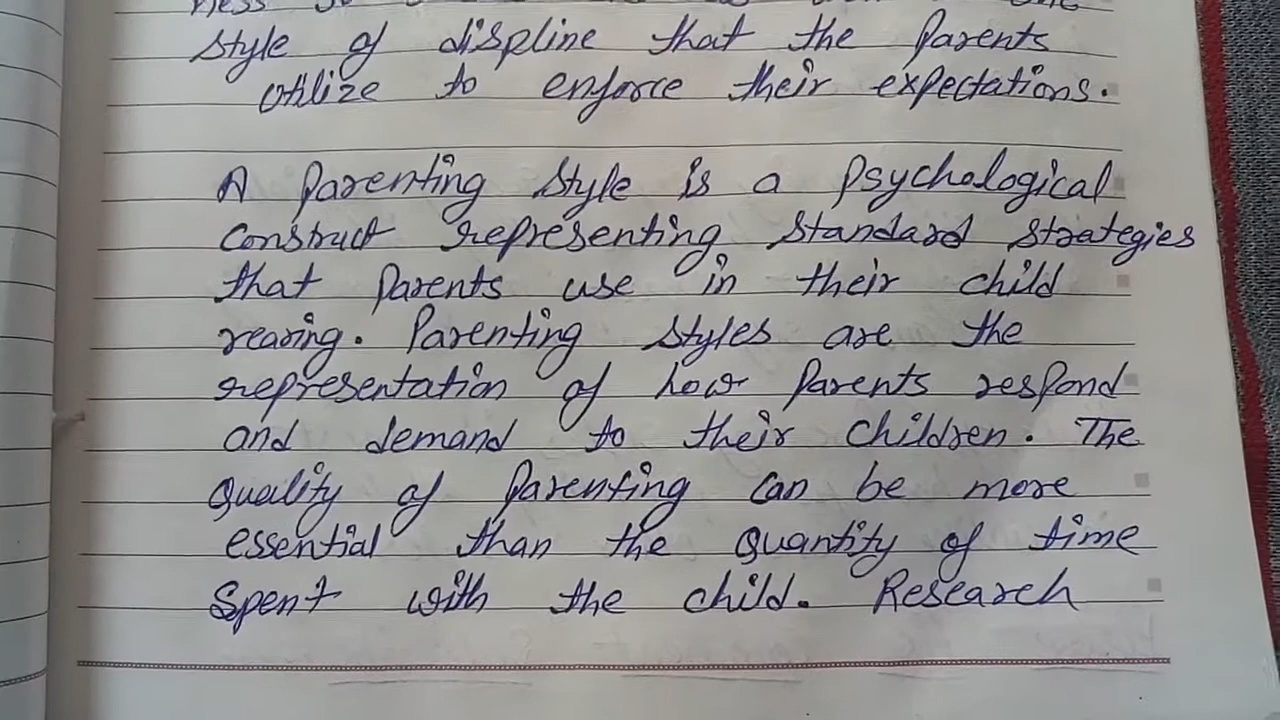 style of displine that the Parents
utilize to enforce their expectations.
A Parenting style is a Psychological
construct representing standard strategies
that Parents use in their child
rearing. Parenting styles are the
representation of how Parents respond
and demand to their children. The
quality of Parenting can be more
essential than the quantity of time
spent with the child. Research